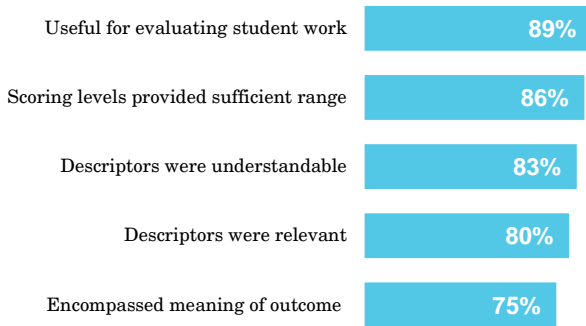 Useful for evaluating student work 89%
Scoring levels provided sufficient range 86%
Descriptors were understandable 83%
Descriptors were relevant 80%
Encompassed meaning of outcome 75%